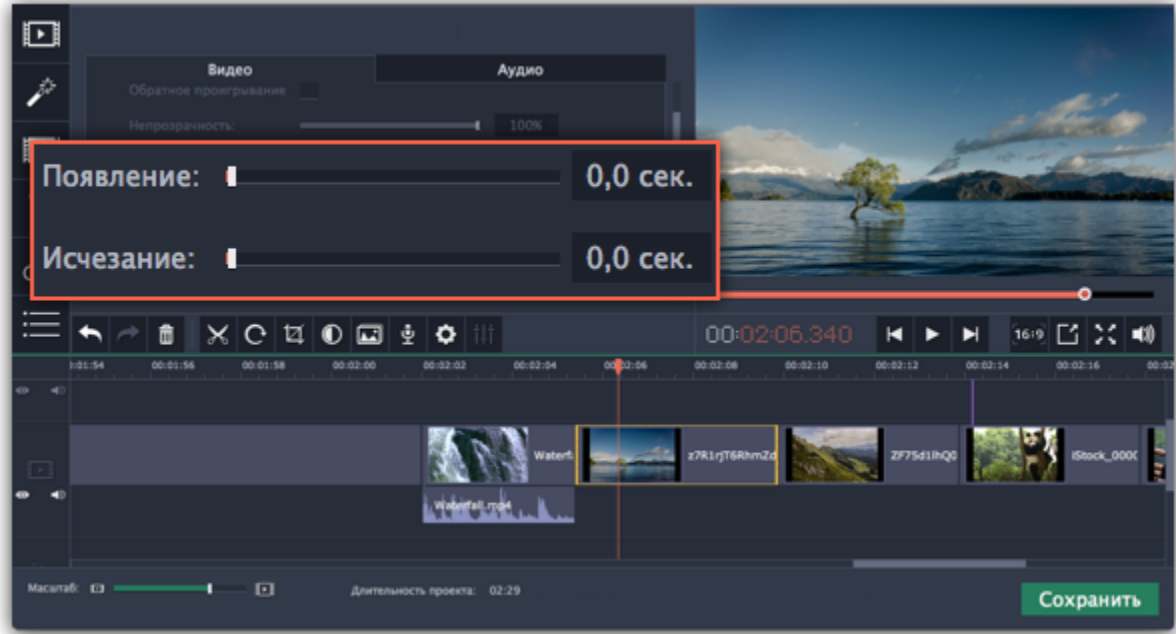 Видео Аудио
Обратное проигрывание
Непрозрачность: 100%
Появление: 0,0 сек.
Исчезание: 0,0 сек.
00:02:06.340 16:9
00:01:56 00:01:58 00:02:00 00:02:02 00:02:04 00:02:06 00:02:08 00:02:10 00:02:12 00:02:14 00:02:16
z7R1rjT6RhmZd ZF75d1lhQ0 iStock_000
Waterfall.mp4
Масштаб: Длительность проекта: 02:29
Сохранить